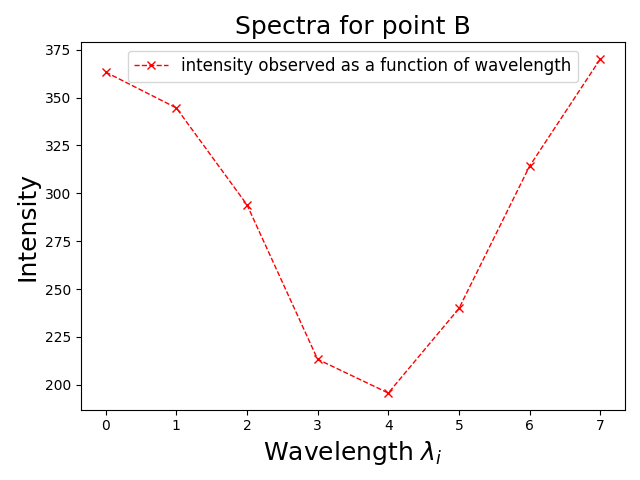 Spectra for point B
intensity observed as a function of wavelength
Intensity
375
350
325
300
275
250
225
200
0 1 2 3 4 5 6 7
Wavelength λᵢ